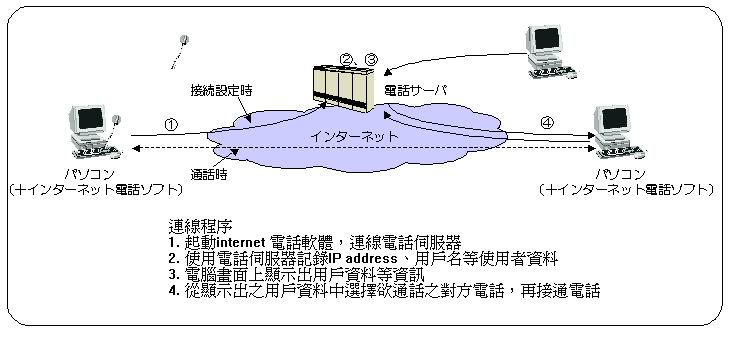 ②、③
接続設定時
電話サーバ
①
④
インターネット
通話時
パソコン
(＋インターネット電話ソフト)
パソコン
(＋インターネット電話ソフト)
連線程序
1. 起動internet 電話軟體，連線電話伺服器
2. 使用電話伺服器記錄IP address、用戶名等使用者資料
3. 電腦畫面上顯示出用戶資料等資訊
4. 從顯示出之用戶資料中選擇欲通話之對方電話，再接通電話